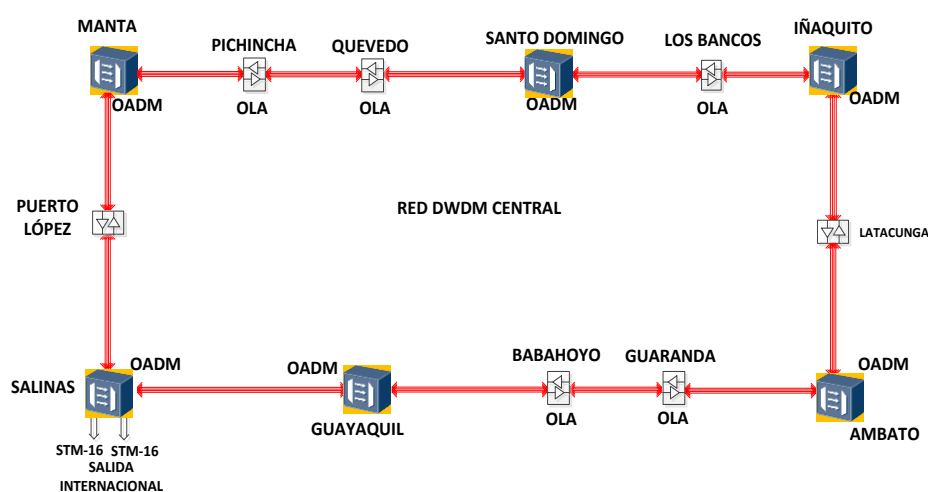 MANTA
PICHINCHA
QUEVEDO
SANTO DOMINGO
LOS BANCOS
IÑAQUITO
OADM
OLA
OLA
OADM
OLA
OADM
PUERTO
LÓPEZ
RED DWDM CENTRAL
LATACUNGA
SALINAS
OADM
OADM
GUAYAQUIL
BABAHOYO
OLA
GUARANDA
OLA
OADM
AMBATO
STM-16
STM-16
SALIDA
INTERNACIONAL